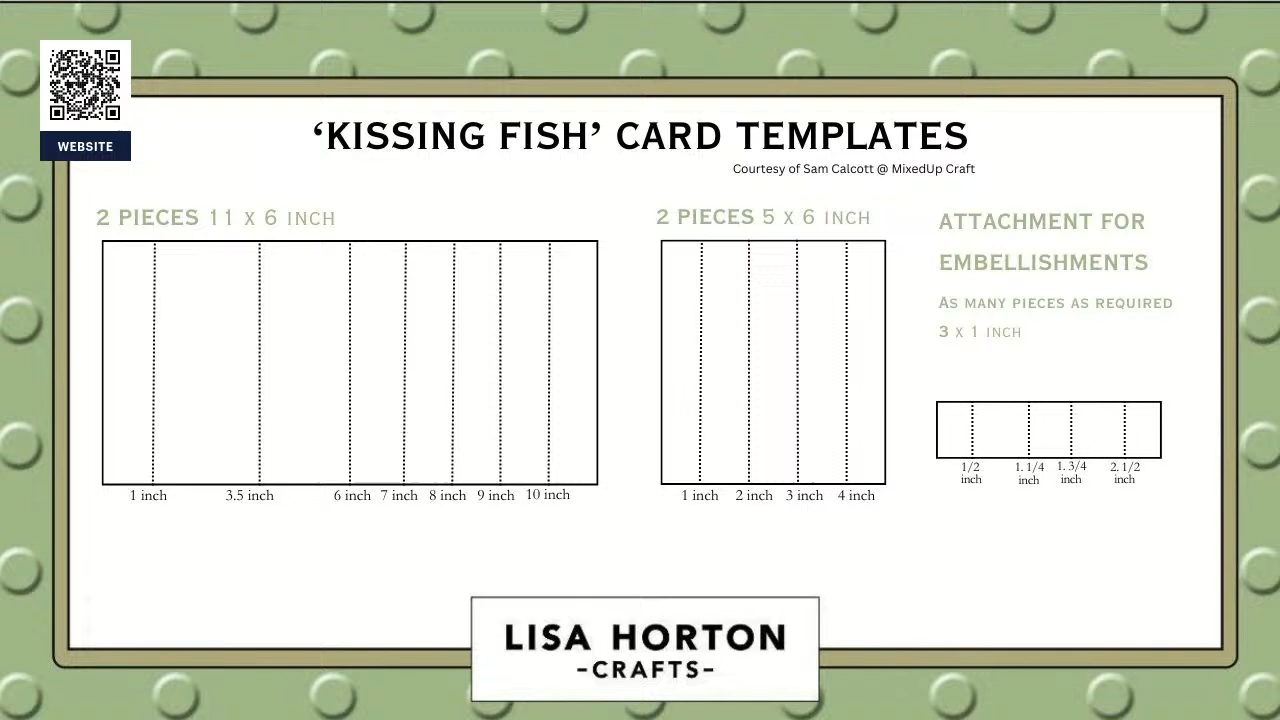 WEBSITE
‘KISSING FISH’ CARD TEMPLATES
Courtesy of Sam Calcott @ MixedUp Craft
2 PIECES 11 X 6 INCH
1 inch 3.5 inch 6 inch 7 inch 8 inch 9 inch 10 inch
2 PIECES 5 X 6 INCH
1 inch 2 inch 3 inch 4 inch
ATTACHMENT FOR
EMBELLISHMENTS
AS MANY PIECES AS REQUIRED
3 X 1 INCH
1/2 1. 1/4 1. 3/4 2. 1/2
inch inch inch inch
LISA HORTON
-CRAFTS-